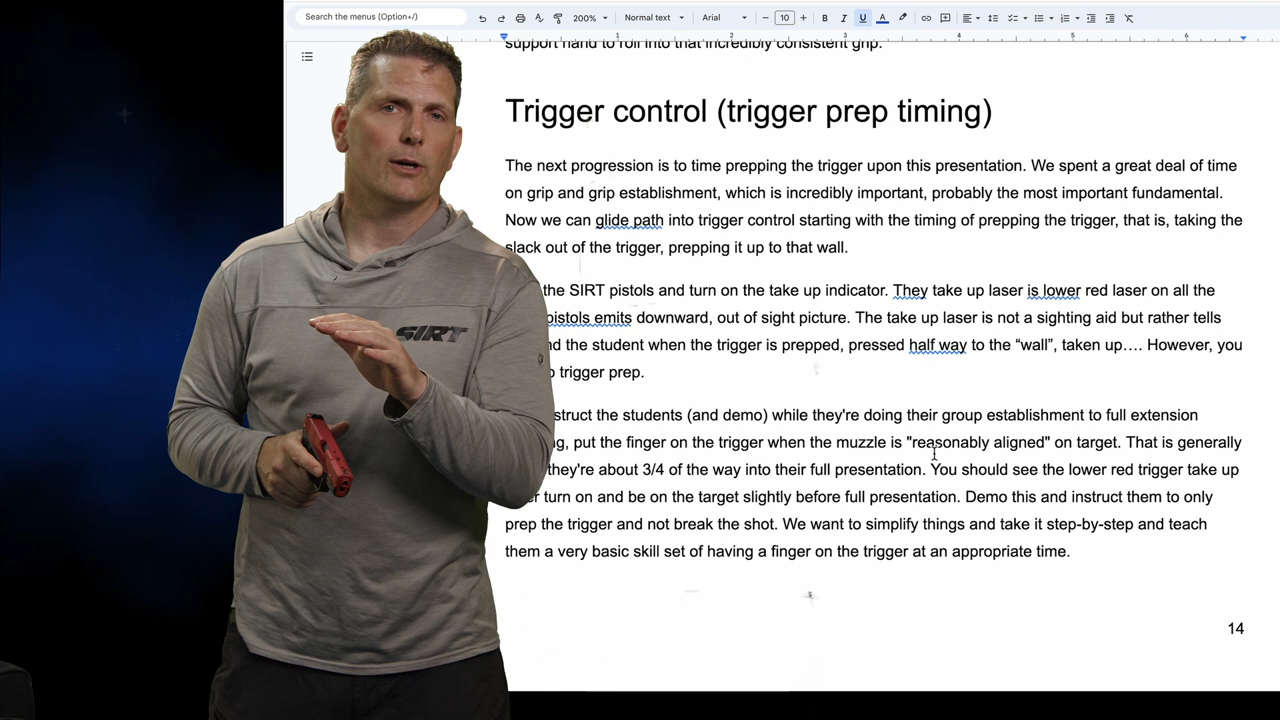 Search the menus (Option+/)
200%
Normal text
Arial
10
B
I
U
A
1
2
3
4
5
6
support hand to roll into that incredibly consistent grip.
Trigger control (trigger prep timing)
The next progression is to time prepping the trigger upon this presentation. We spent a great deal of time
on grip and grip establishment, which is incredibly important, probably the most important fundamental.
Now we can glide path into trigger control starting with the timing of prepping the trigger, that is, taking the
slack out of the trigger, prepping it up to that wall.
the SIRT pistols and turn on the take up indicator. They take up laser is lower red laser on all the
pistols emits downward, out of sight picture. The take up laser is not a sighting aid but rather tells
the student when the trigger is prepped, pressed half way to the “wall”, taken up…. However, you
trigger prep.
the students (and demo) while they're doing their group establishment to full extension
put the finger on the trigger when the muzzle is "reasonably aligned" on target. That is generally
they're about 3/4 of the way into their full presentation. You should see the lower red trigger take up
turn on and be on the target slightly before full presentation. Demo this and instruct them to only
prep the trigger and not break the shot. We want to simplify things and take it step-by-step and teach
them a very basic skill set of having a finger on the trigger at an appropriate time.
14
SIRT